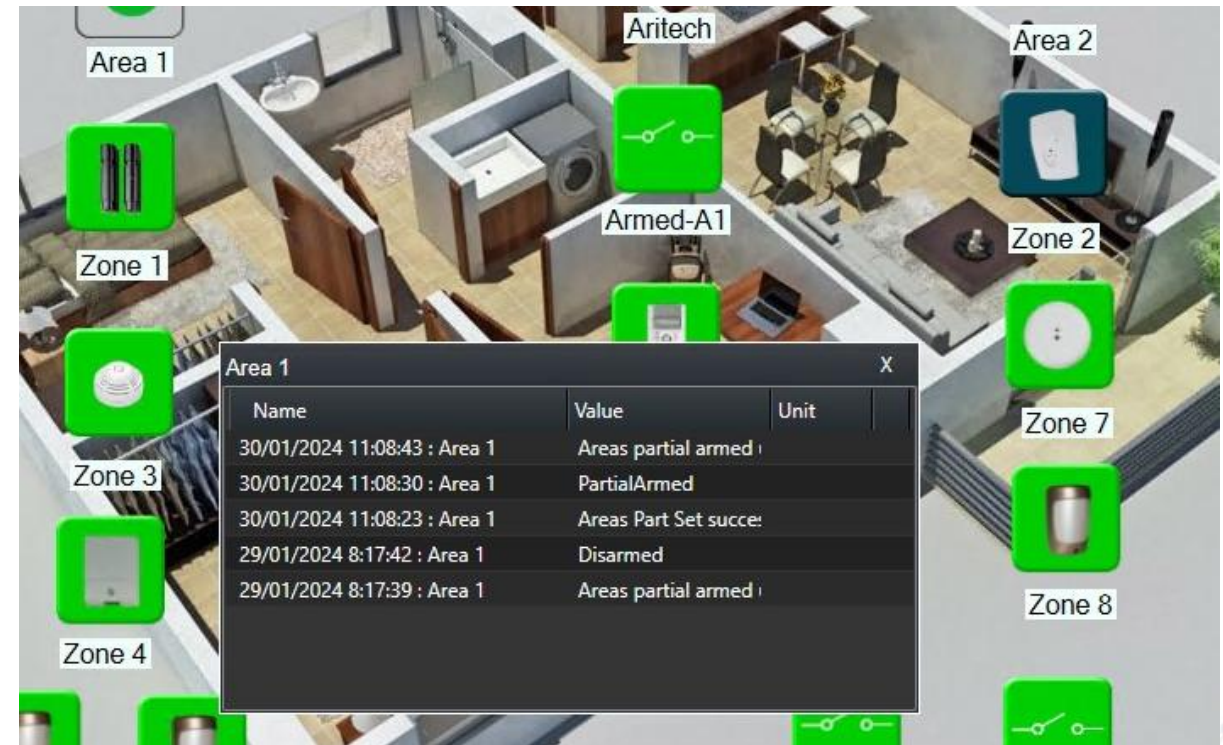 Aritech
Area 1
Area 2
Armed-A1
Zone 1
Zone 2
Area 1 X
Name Value Unit
30/01/2024 11:08:43 : Area 1 Areas partial armed
30/01/2024 11:08:30 : Area 1 PartialArmed
30/01/2024 11:08:23 : Area 1 Areas Part Set
29/01/2024 8:17:42 : Area 1 Disarmed
29/01/2024 8:17:39 : Area 1 Areas partial armed
Zone 7
Zone 3
Zone 8
Zone 4